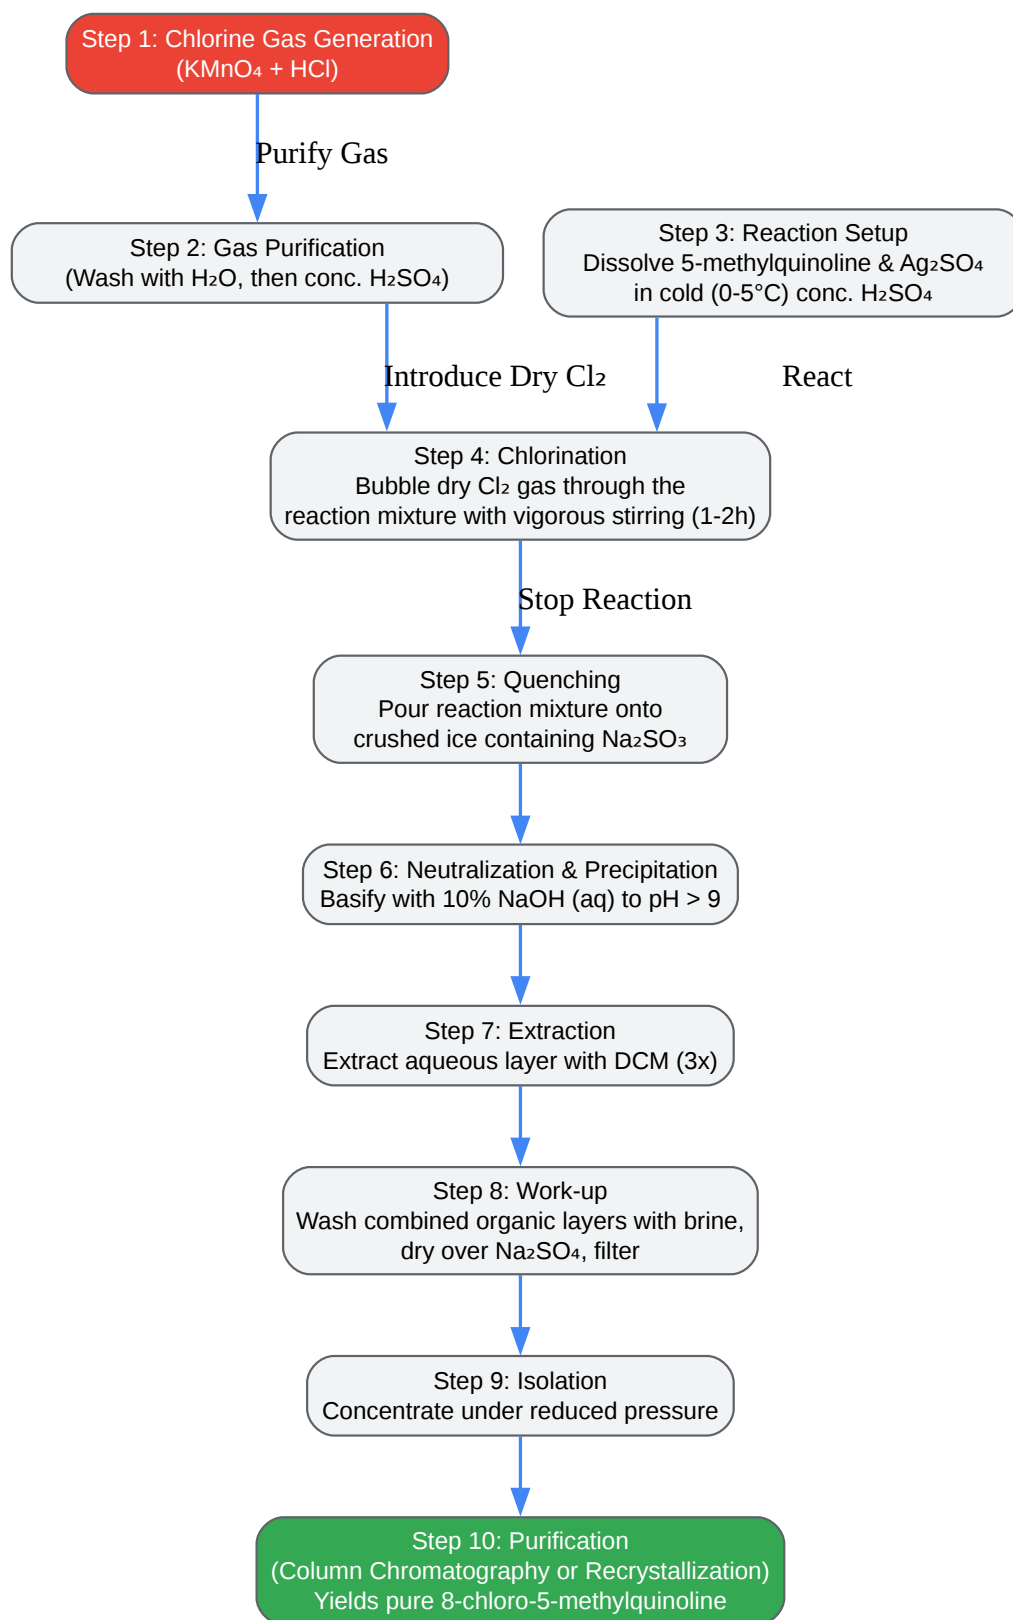 Step 1: Chlorine Gas Generation
(KMnO₄ + HCl)
Purify Gas
Step 2: Gas Purification
(Wash with H₂O, then conc. H₂SO₄)
Step 3: Reaction Setup
Dissolve 5-methylquinoline & Ag₂SO₄
in cold (0-5°C) conc. H₂SO₄
Introduce Dry Cl₂
React
Step 4: Chlorination
Bubble dry Cl₂ gas through the
reaction mixture with vigorous stirring (1-2h)
Stop Reaction
Step 5: Quenching
Pour reaction mixture onto
crushed ice containing Na₂SO₃
Step 6: Neutralization & Precipitation
Basify with 10% NaOH (aq) to pH > 9
Step 7: Extraction
Extract aqueous layer with DCM (3x)
Step 8: Work-up
Wash combined organic layers with brine,
dry over Na₂SO₄, filter
Step 9: Isolation
Concentrate under reduced pressure
Step 10: Purification
(Column Chromatography or Recrystallization)
Yields pure 8-chloro-5-methylquinoline